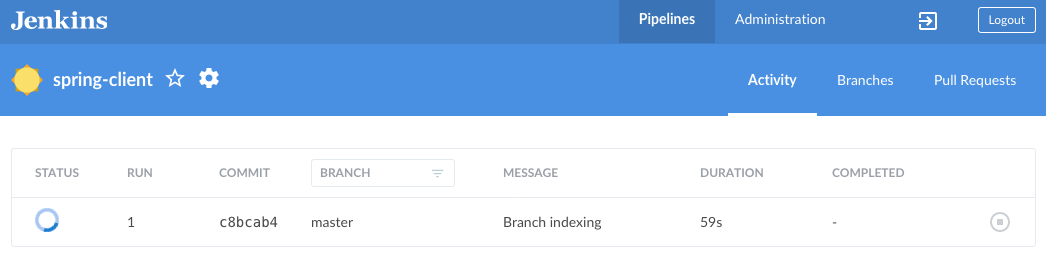 Jenkins Pipelines Administration Logout
spring-client Activity Branches Pull Requests
STATUS RUN COMMIT BRANCH MESSAGE DURATION COMPLETED
1 c8bcab4 master Branch indexing 59s -